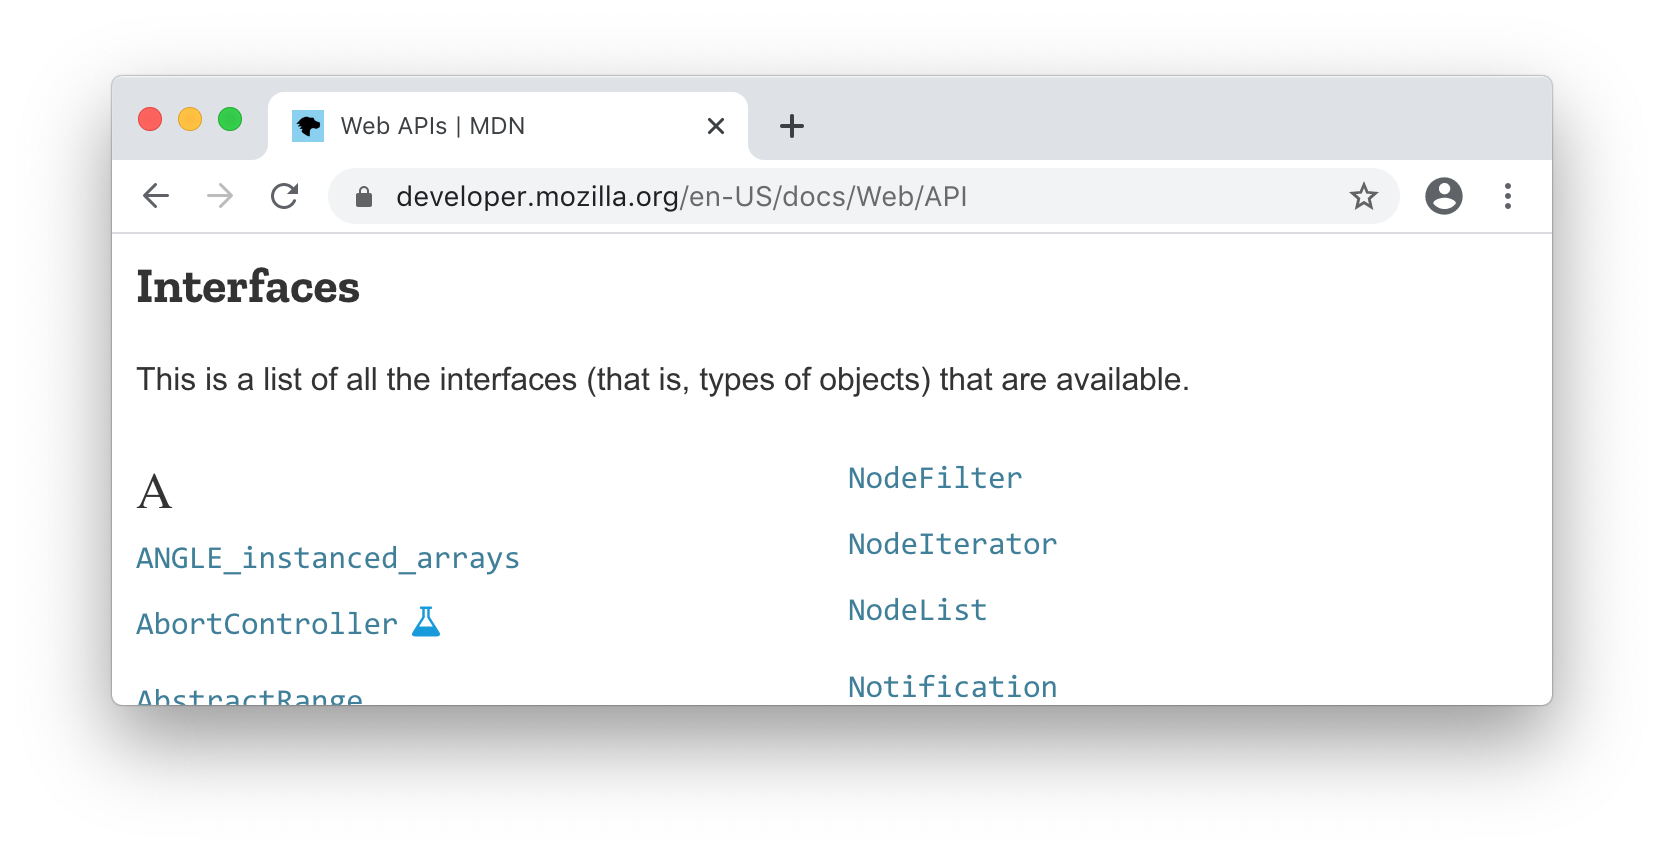 Web APIs | MDN
developer.mozilla.org/en-US/docs/Web/API
Interfaces
This is a list of all the interfaces (that is, types of objects) that are available.
A
ANGLE_instanced_arrays
AbortController
AbstractRange
NodeFilter
NodeIterator
NodeList
Notification